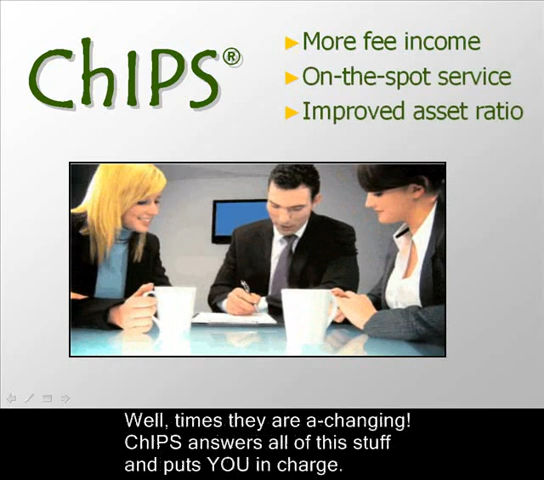 ChIPS®
►More fee income
►On-the-spot service
►Improved asset ratio
Well, times they are a-changing!
ChIPS answers all of this stuff
and puts YOU in charge.